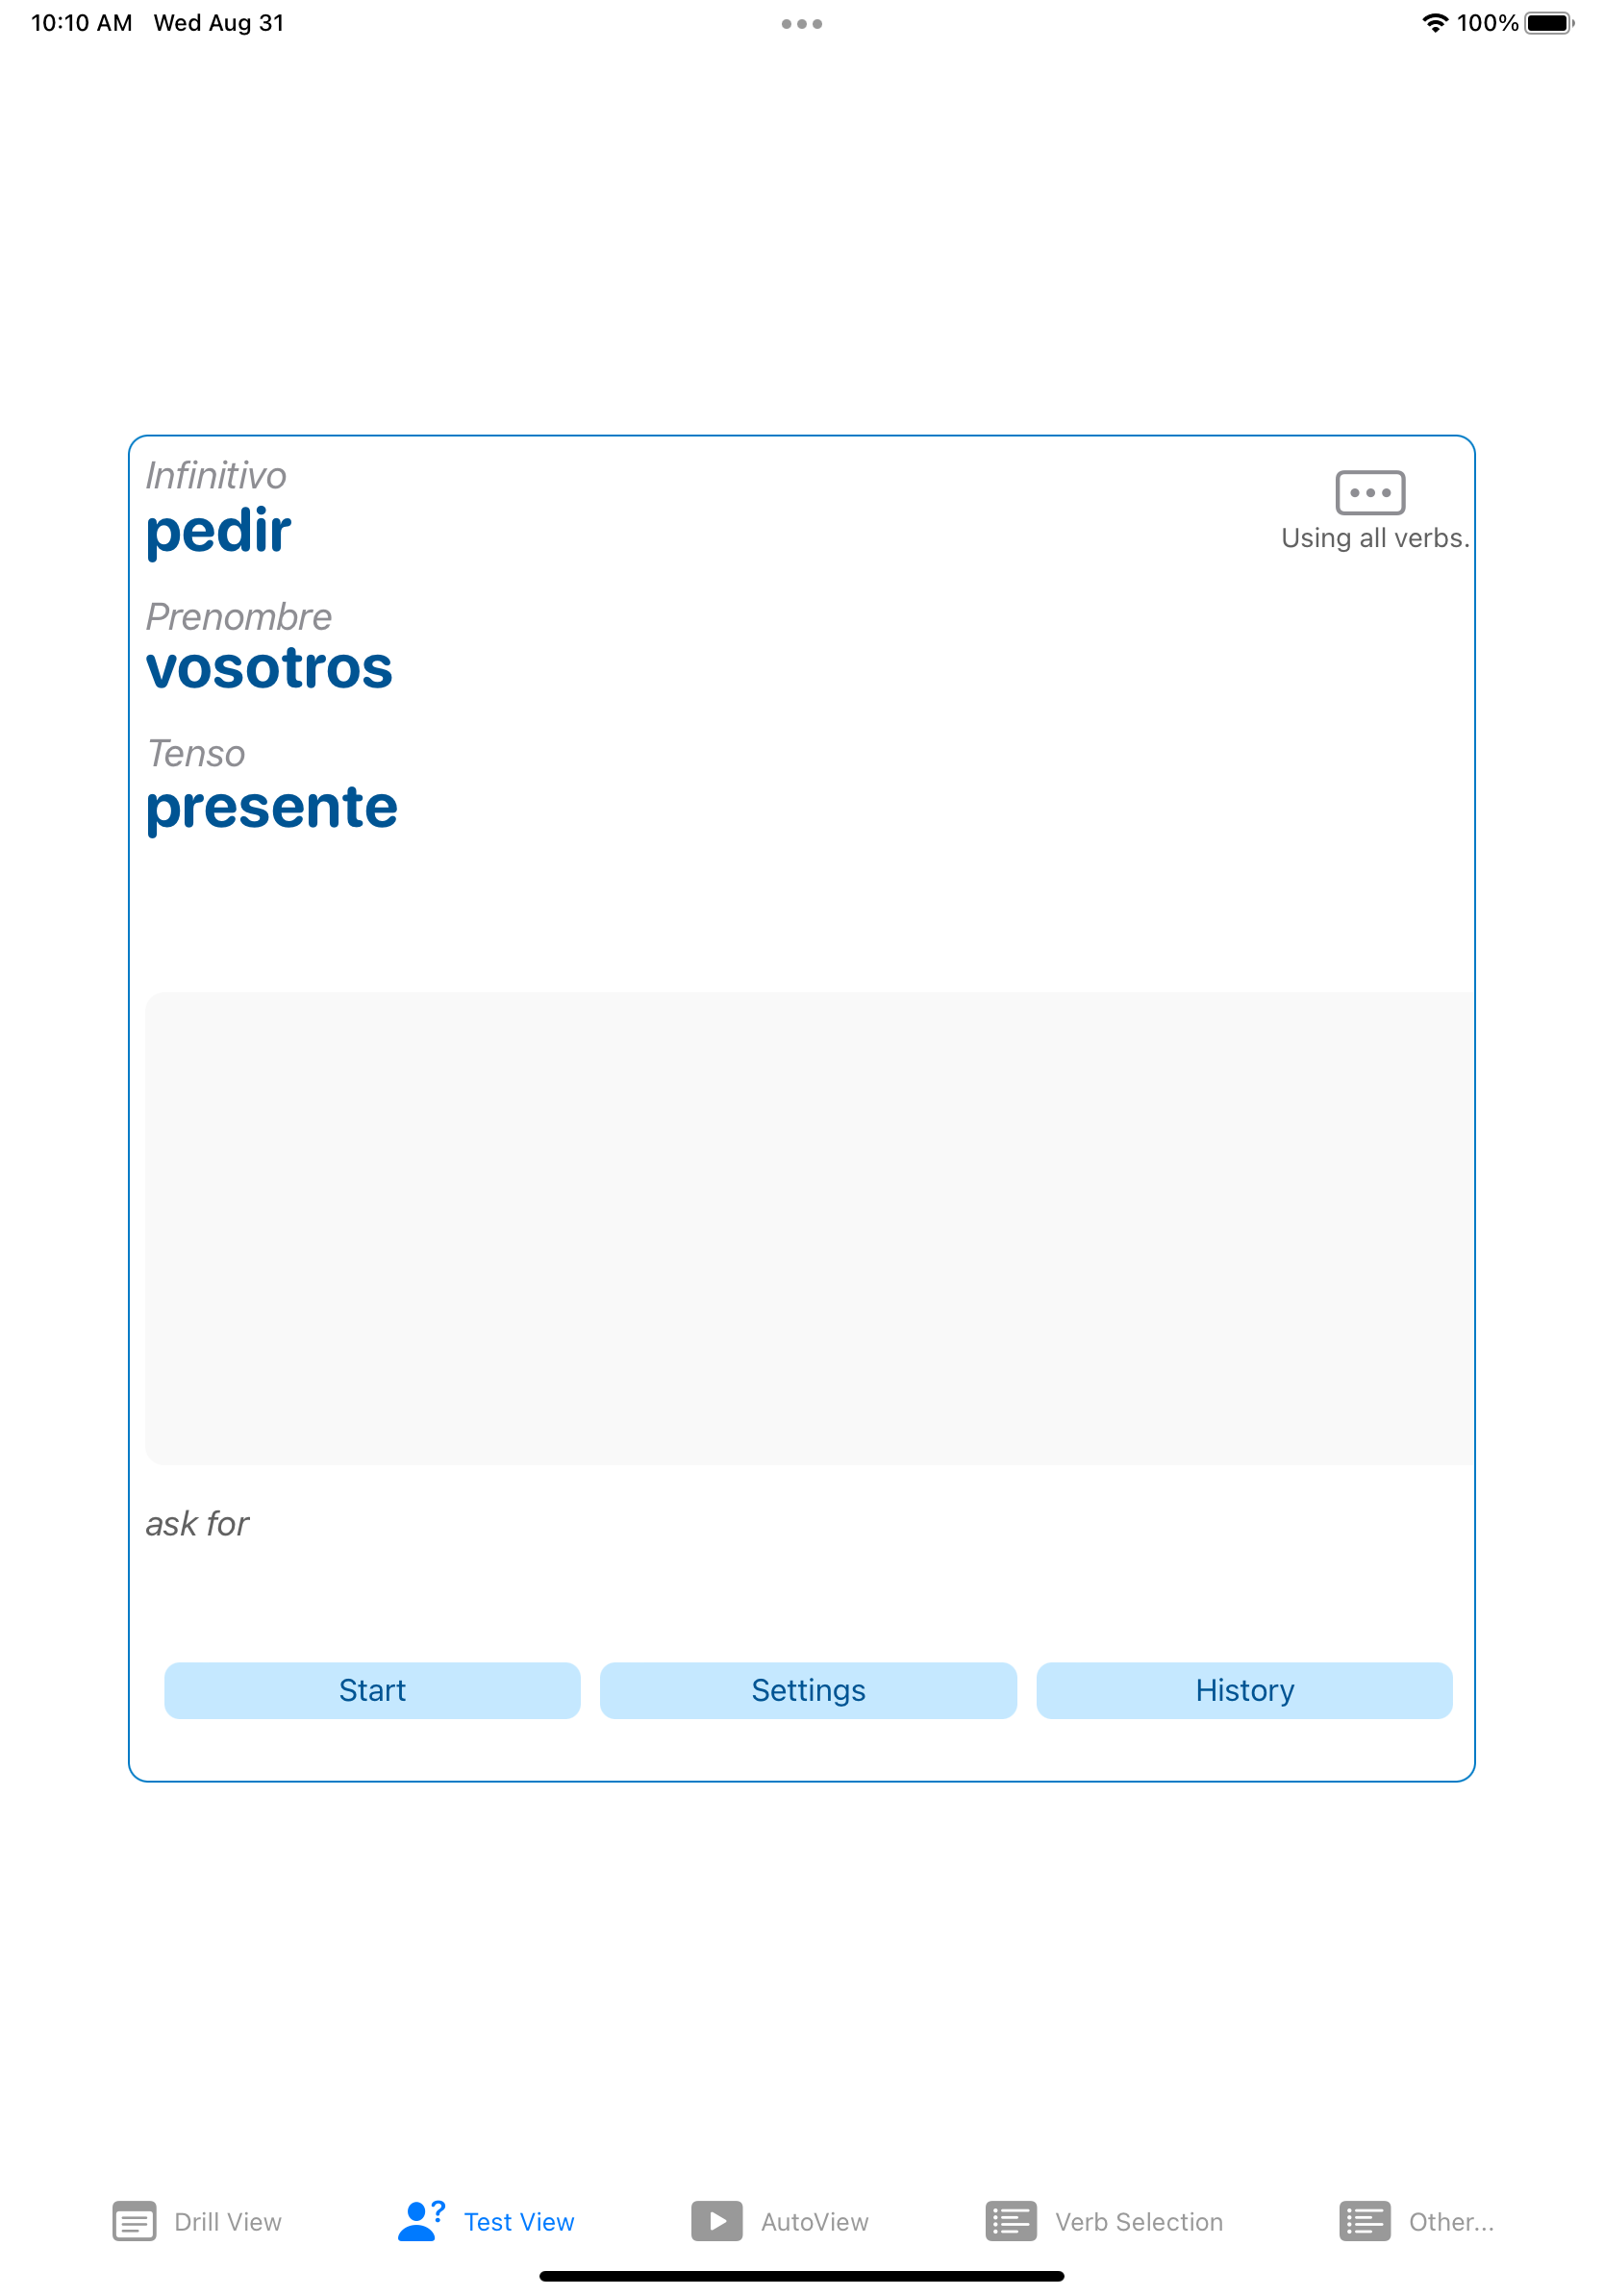 10:10 AM Wed Aug 31 100%
Infinitivo
pedir
Using all verbs.
Prenombre
vosotros
Tenso
presente
ask for
Start Settings History
Drill View Test View AutoView Verb Selection Other...